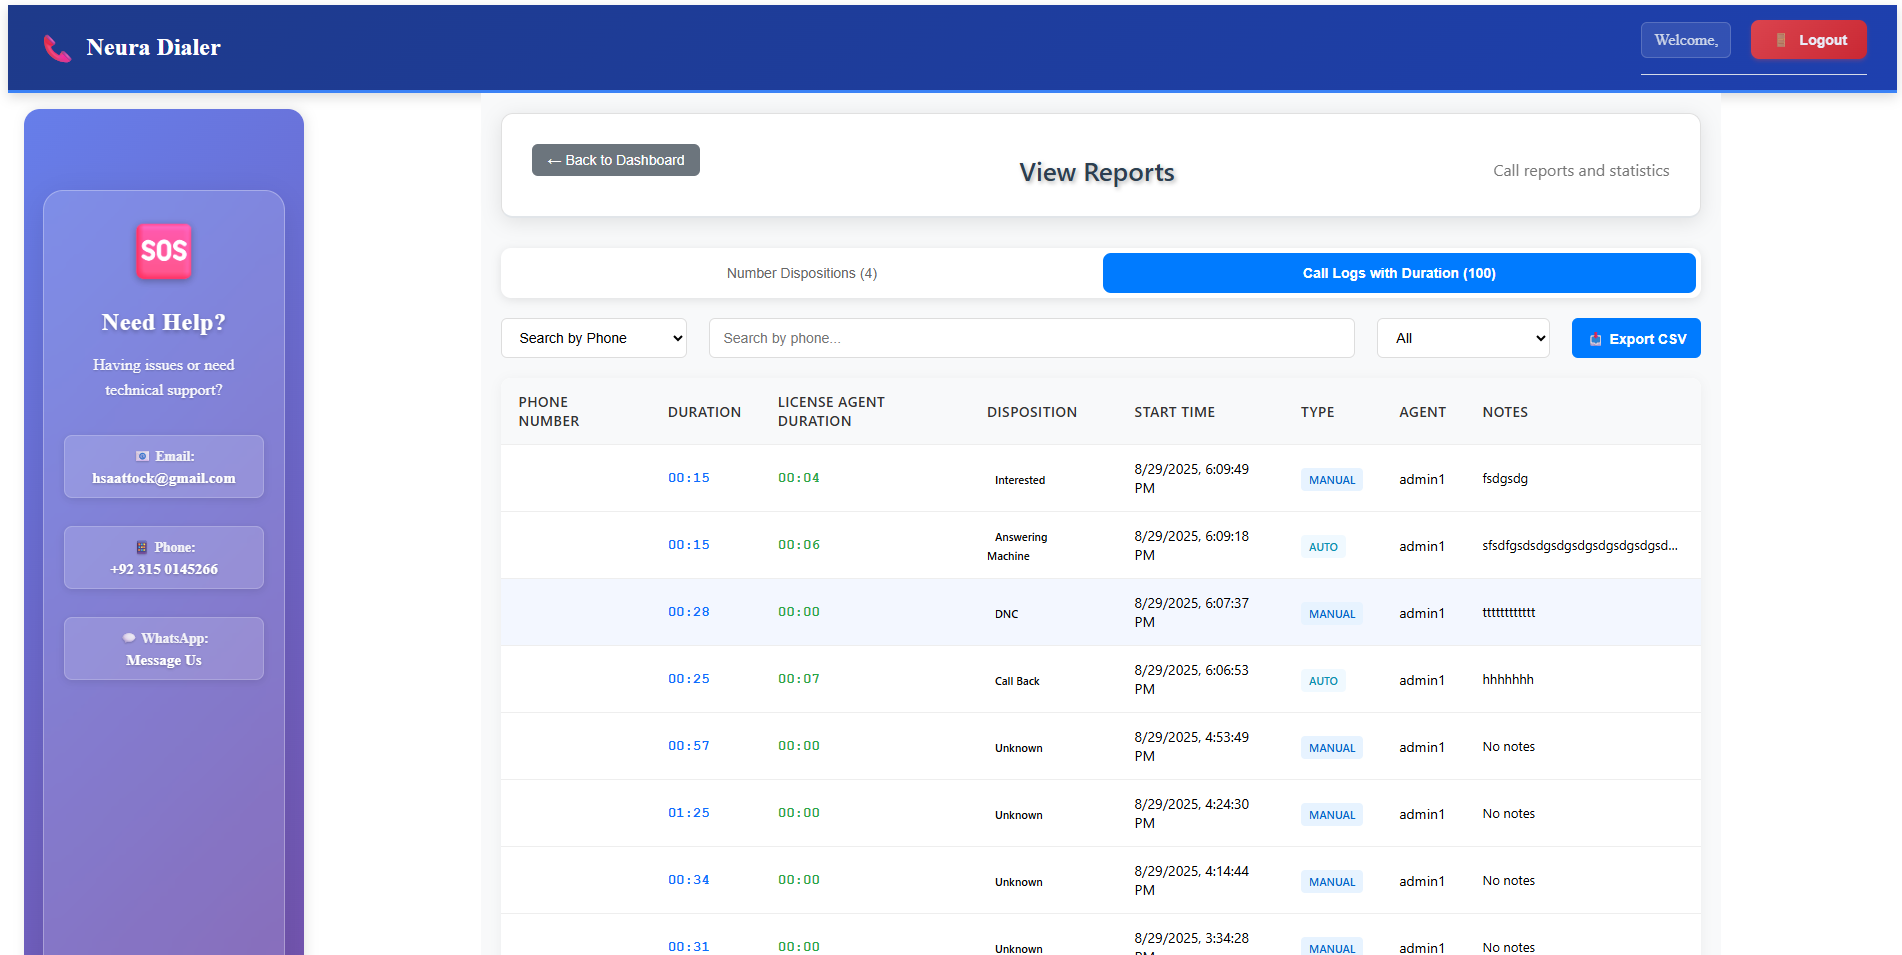 Neura Dialer
Welcome,
Logout
SOS
Need Help?
Having issues or need
technical support?
Email:
hsaattock@gmail.com
Phone:
+92 315 0145266
WhatsApp:
Message Us
← Back to Dashboard
View Reports
Call reports and statistics
Number Dispositions (4)
Call Logs with Duration (100)
Search by Phone
Search by phone...
All
Export CSV
PHONE NUMBER DURATION LICENSE AGENT DURATION DISPOSITION START TIME TYPE AGENT NOTES
00:15 00:04 Interested 8/29/2025, 6:09:49 PM MANUAL admin1 fsdgsdg
00:15 00:06 Answering Machine 8/29/2025, 6:09:18 PM AUTO admin1 sfsdfgsdsdgsdgsdgsdgsdgsdgsd...
00:28 00:00 DNC 8/29/2025, 6:07:37 PM MANUAL admin1 tttttttttttt
00:25 00:07 Call Back 8/29/2025, 6:06:53 PM AUTO admin1 hhhhhhh
00:57 00:00 Unknown 8/29/2025, 4:53:49 PM MANUAL admin1 No notes
01:25 00:00 Unknown 8/29/2025, 4:24:30 PM MANUAL admin1 No notes
00:34 00:00 Unknown 8/29/2025, 4:14:44 PM MANUAL admin1 No notes
00:31 00:00 Unknown 8/29/2025, 3:34:28 PM MANUAL admin1 No notes